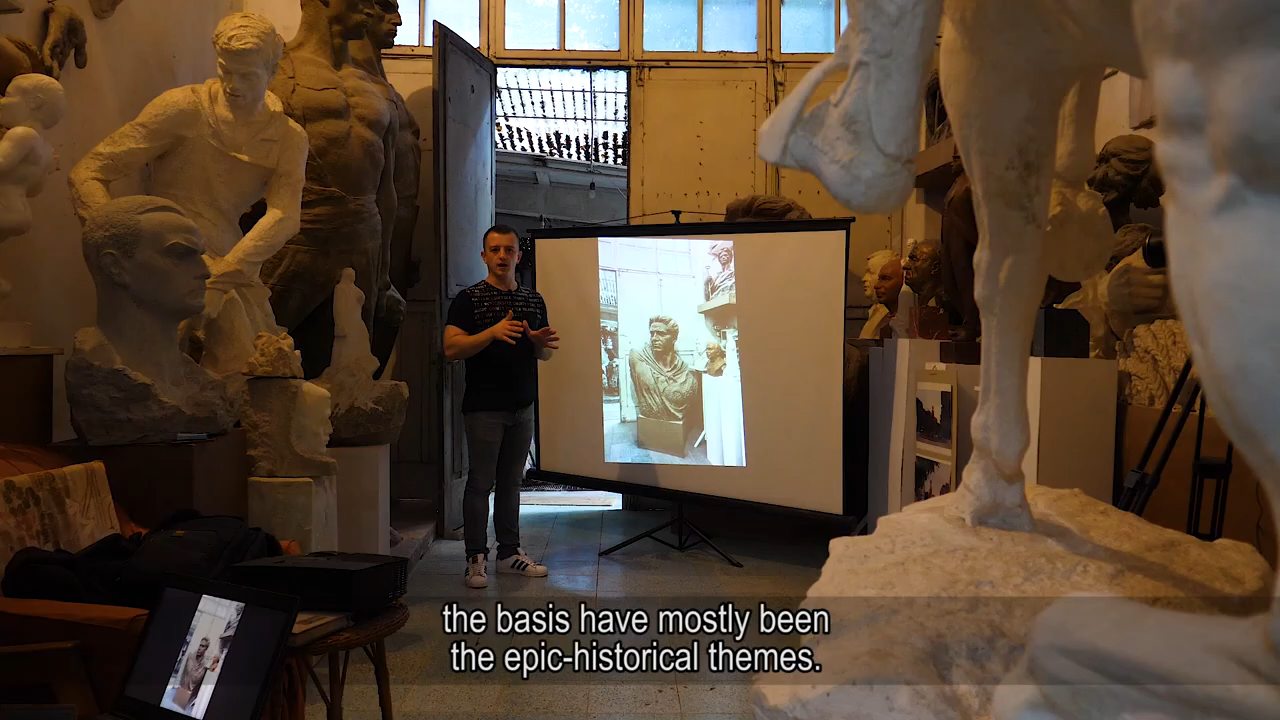 the basis have mostly been
the epic-historical themes.